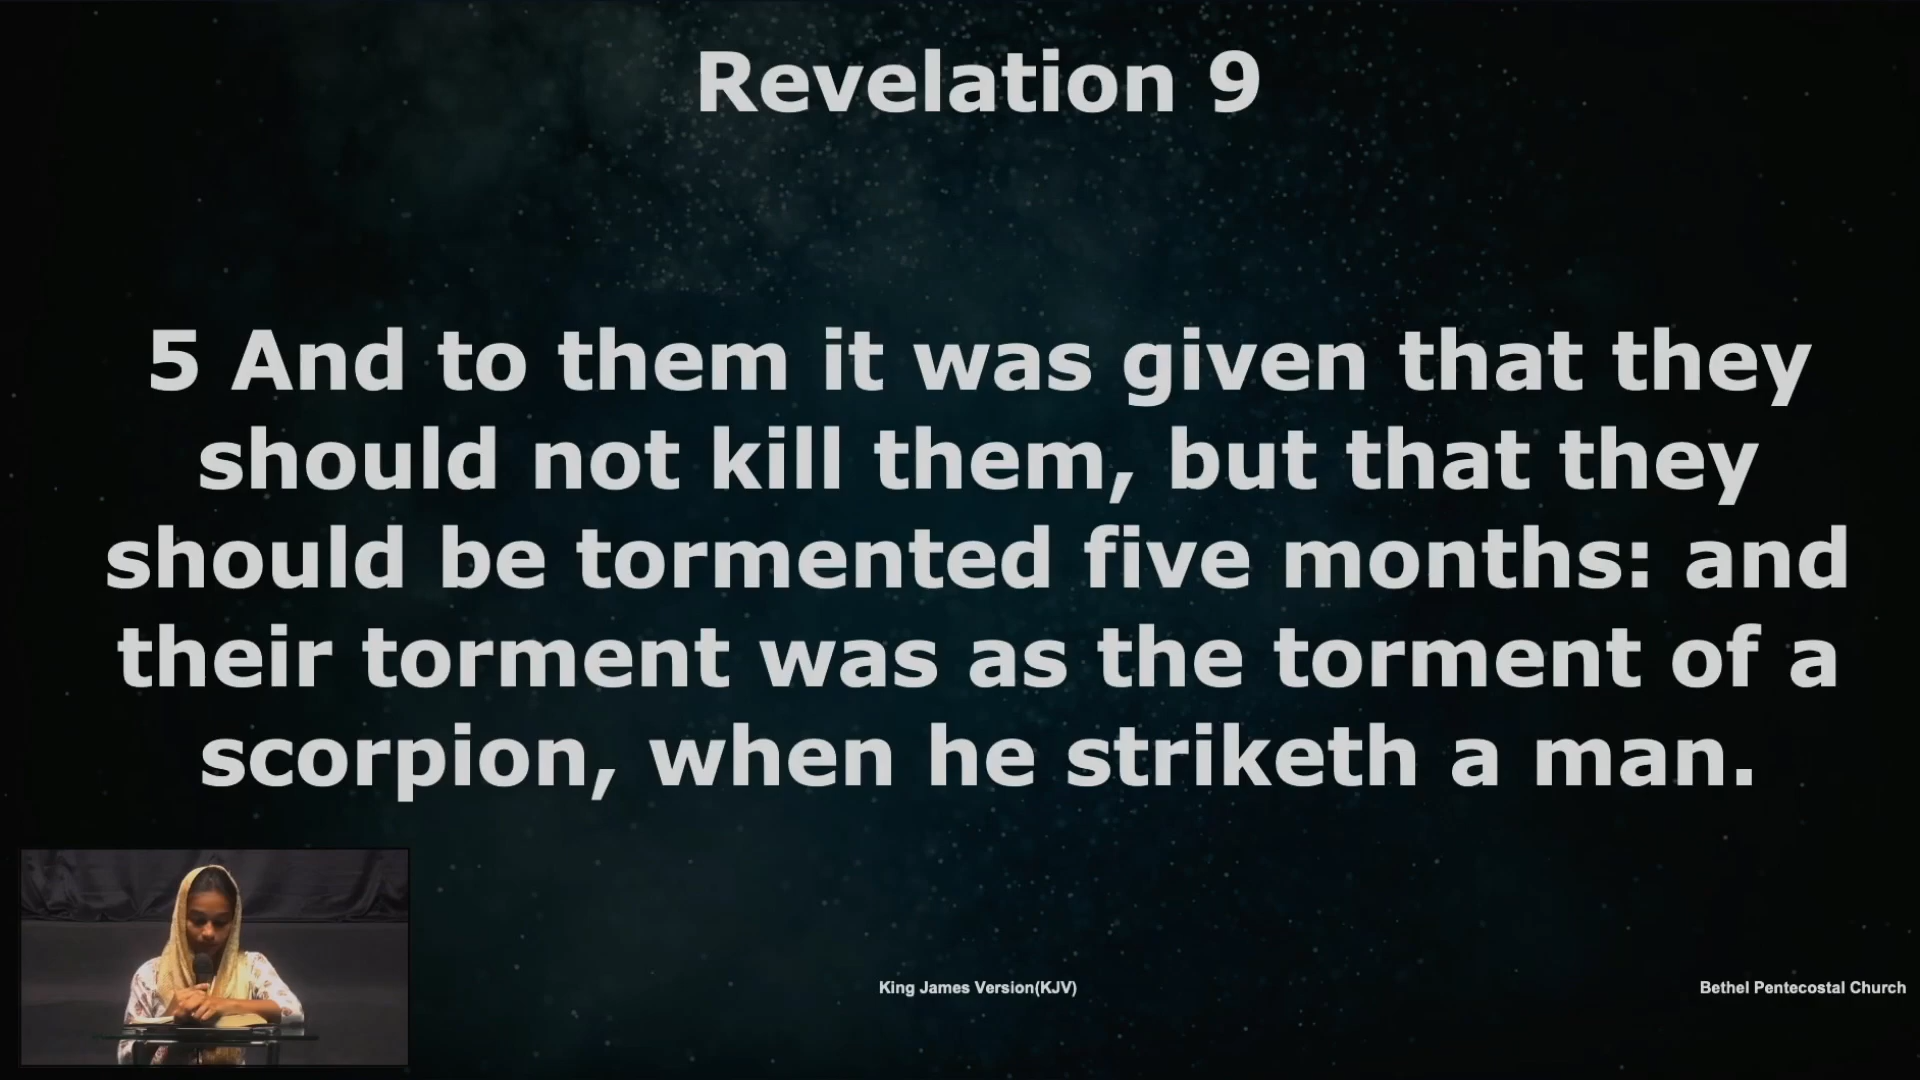 Revelation 9
5 And to them it was given that they
should not kill them, but that they
should be tormented five months: and
their torment was as the torment of a
scorpion, when he striketh a man.
King James Version(KJV)
Bethel Pentecostal Church